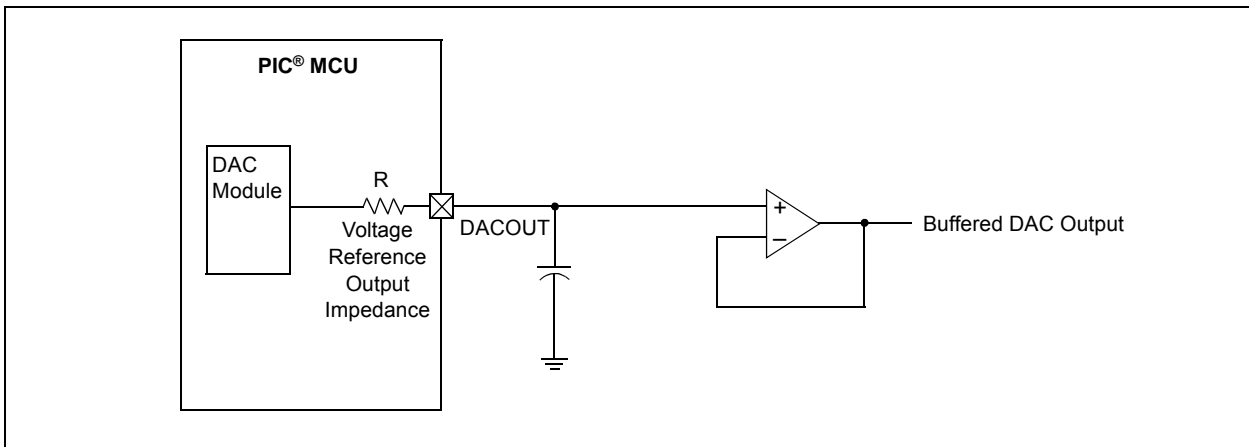 PIC® MCU
DAC
Module
R
Voltage
Reference
Output
Impedance
DACOUT
+
–
Buffered DAC Output